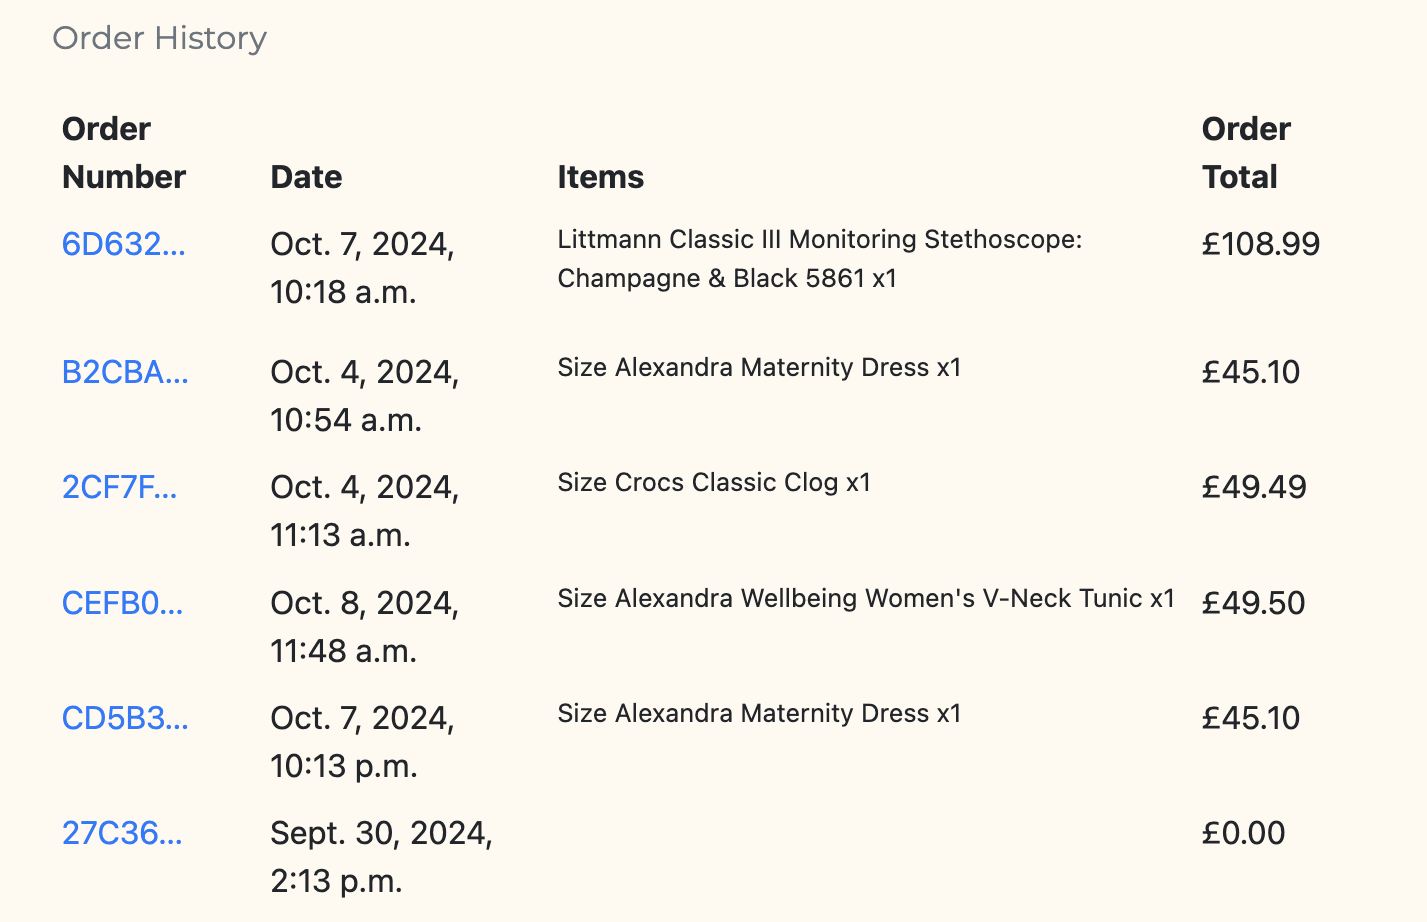 Order History
Order Number Date Items Order Total
6D632... Oct. 7, 2024, 10:18 a.m. Littmann Classic III Monitoring Stethoscope: Champagne & Black 5861 x1 £108.99
B2CBA... Oct. 4, 2024, 10:54 a.m. Size Alexandra Maternity Dress x1 £45.10
2CF7F... Oct. 4, 2024, 11:13 a.m. Size Crocs Classic Clog x1 £49.49
CEFB0... Oct. 8, 2024, 11:48 a.m. Size Alexandra Wellbeing Women's V-Neck Tunic x1 £49.50
CD5B3... Oct. 7, 2024, 10:13 p.m. Size Alexandra Maternity Dress x1 £45.10
27C36... Sept. 30, 2024, 2:13 p.m. £0.00